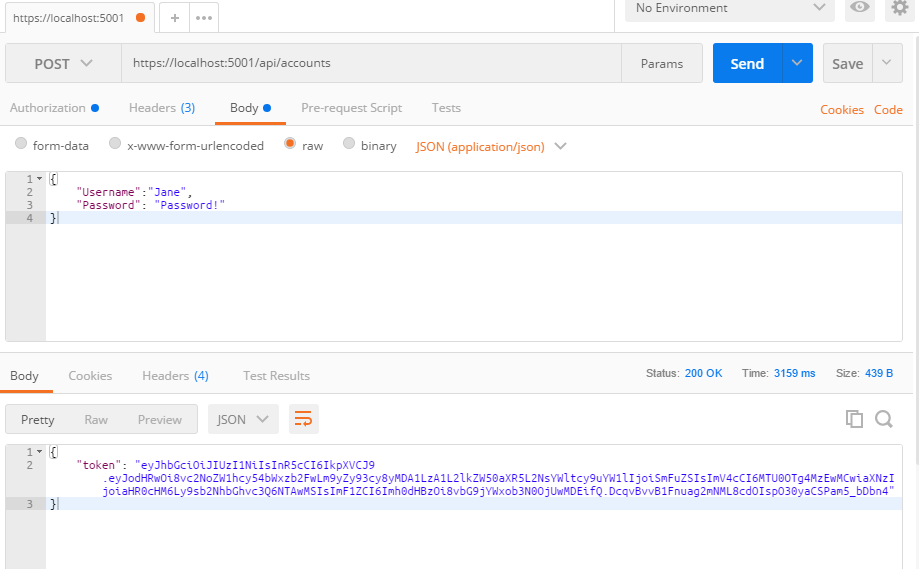 https://localhost:5001
+
•••
No Environment
POST
https://localhost:5001/api/accounts
Params
Send
Save
Authorization
Headers (3)
Body
Pre-request Script
Tests
Cookies
Code
form-data
x-www-form-urlencoded
raw
binary
JSON (application/json)
1 {
2 "Username":"Jane",
3 "Password": "Password!"
4 }
Body
Cookies
Headers (4)
Test Results
Status: 200 OK
Time: 3159 ms
Size: 439 B
Pretty
Raw
Preview
JSON
1 {
2 "token": "eyJhbGciOiJIUzI1NiIsInR5cCI6IkpXVCJ9
.eyJodHRwOi8vc2NoZW1hcy54bWxzb2FwLm9yZy93cy8yMDA1LzA1L2lkZW50aXR5L2NsYWltcy9uYW1lIjoiSmFuZSIsImV4cCI6MTU0OTg4MzEwMCwiaXNzI
joiaHR0cHM6Ly9sb2NhbGhvc3Q6NTAwMSIsImF1ZCI6Imh0dHBzOi8vbG9jYWxob3N0OjUwMDEifQ.DcqvBvvB1Fnuag2mNML8cdOIspO30yaCSPam5_bDbn4"
3 }